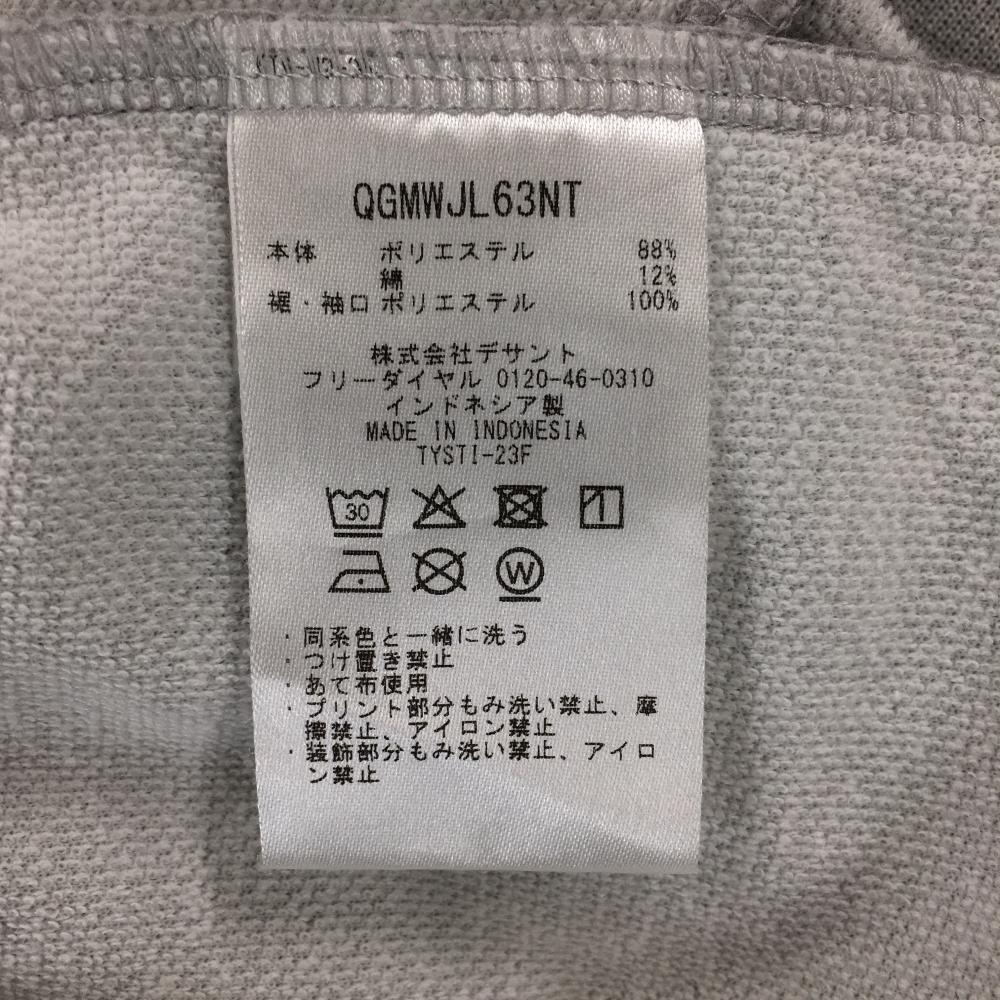 QGMWJL63NT
本体 ポリエステル 88%
綿 12%
裾・袖口 ポリエステル 100%
株式会社デサント
フリーダイヤル 0120-46-0310
インドネシア製
MADE IN INDONESIA
TYSTI-23F
30
W
・同系色と一緒に洗う
・つけ置き禁止
・あて布使用
・プリント部分もみ洗い禁止、摩
擦禁止、アイロン禁止
・装飾部分もみ洗い禁止、アイロ
ン禁止